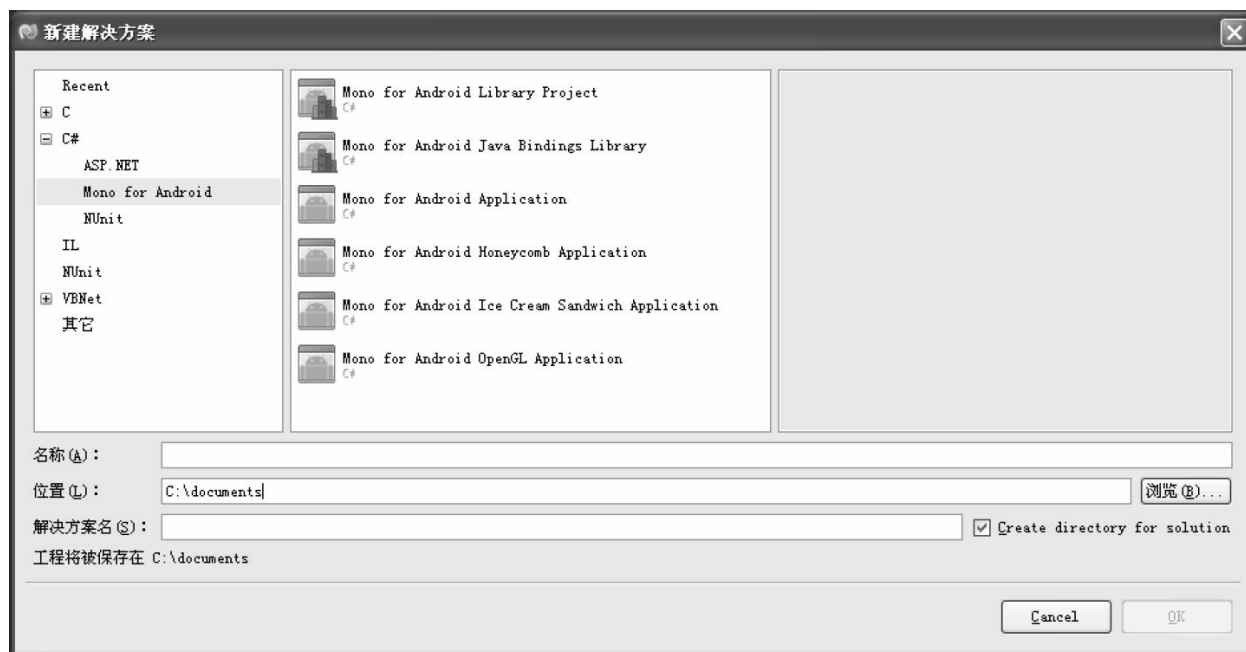 新建解决方案
Recent
C
C#
ASP.NET
Mono for Android
NUnit
IL
NUnit
VBNet
其它
Mono for Android Library Project
C#
Mono for Android Java Bindings Library
C#
Mono for Android Application
C#
Mono for Android Honeycomb Application
C#
Mono for Android Ice Cream Sandwich Application
C#
Mono for Android OpenGL Application
C#
名称(A):
位置(L): C:\documents 浏览(B)...
解决方案名(S): Create directory for solution
工程将被保存在 C:\documents
Cancel OK